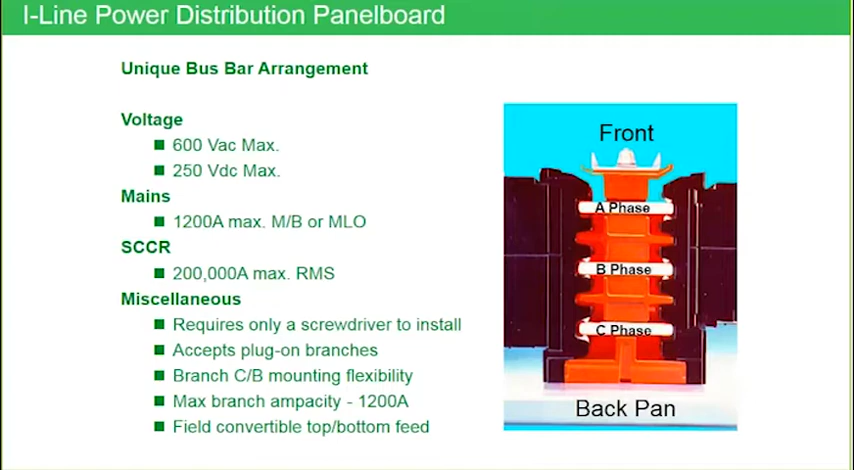 I-Line Power Distribution Panelboard
Unique Bus Bar Arrangement
Voltage
600 Vac Max.
250 Vdc Max.
Mains
1200A max. M/B or MLO
SCCR
200,000A max. RMS
Miscellaneous
Requires only a screwdriver to install
Accepts plug-on branches
Branch C/B mounting flexibility
Max branch ampacity - 1200A
Field convertible top/bottom feed
Front
A Phase
B Phase
C Phase
Back Pan